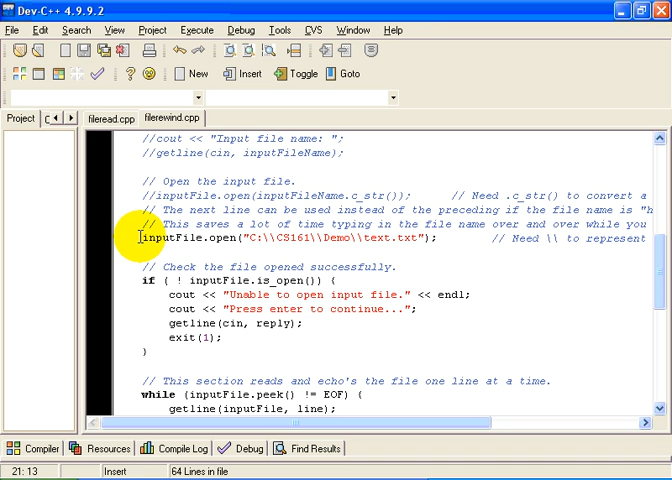 Dev-C++ 4.9.9.2
File Edit Search View Project Execute Debug Tools CVS Window Help
New Insert Toggle Goto
Project fileread.cpp filerewind.cpp
//cout << "Input file name: ";
//getline(cin, inputFileName);
// Open the input file.
//inputFile.open(inputFileName.c_str()); // Need .c_str() to convert a
// The next line can be used instead of the preceding if the file name is "h
// This saves a lot of time typing in the file name over and over while you
inputFile.open("C:\\CS161\\Demo\\text.txt"); // Need \\ to represent
// Check the file opened successfully.
if ( ! inputFile.is_open()) {
cout << "Unable to open input file." << endl;
cout << "Press enter to continue...";
getline(cin, reply);
exit(1);
}
// This section reads and echo's the file one line at a time.
while (inputFile.peek() != EOF) {
getline(inputFile, line);
Compiler Resources Compile Log Debug Find Results
21: 13 Insert 64 Lines in file